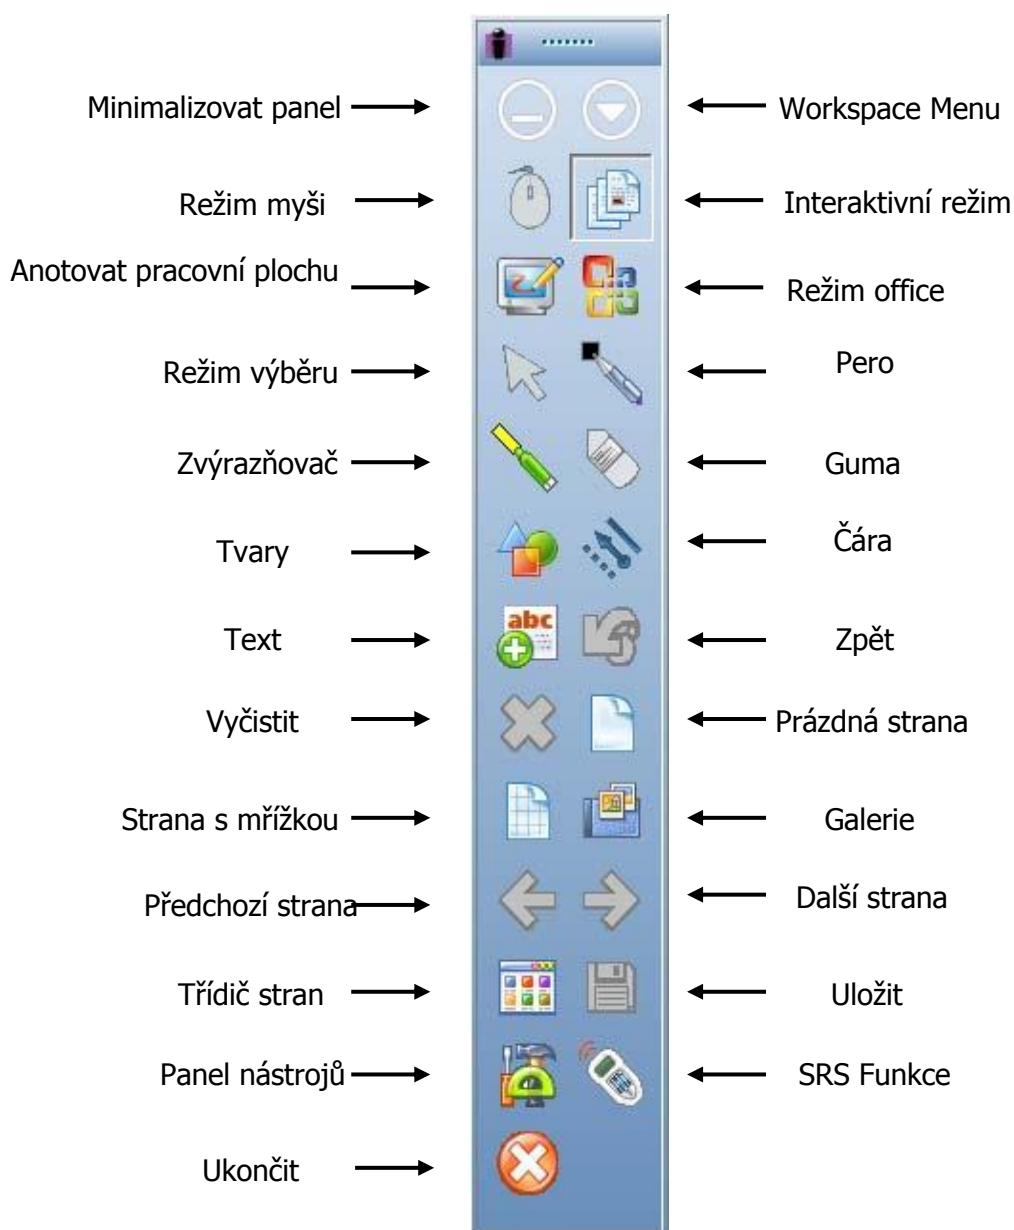 Minimalizovat panel
Workspace Menu
Režim myši
Interaktivní režim
Anotovat pracovní plochu
Režim office
Režim výběru
Pero
Zvýrazňovač
Guma
Tvary
Čára
abc
Text
Zpět
Vyčistit
Prázdná strana
Strana s mřížkou
Galerie
Předchozí strana
Další strana
Třídič stran
Uložit
Panel nástrojů
SRS Funkce
Ukončit